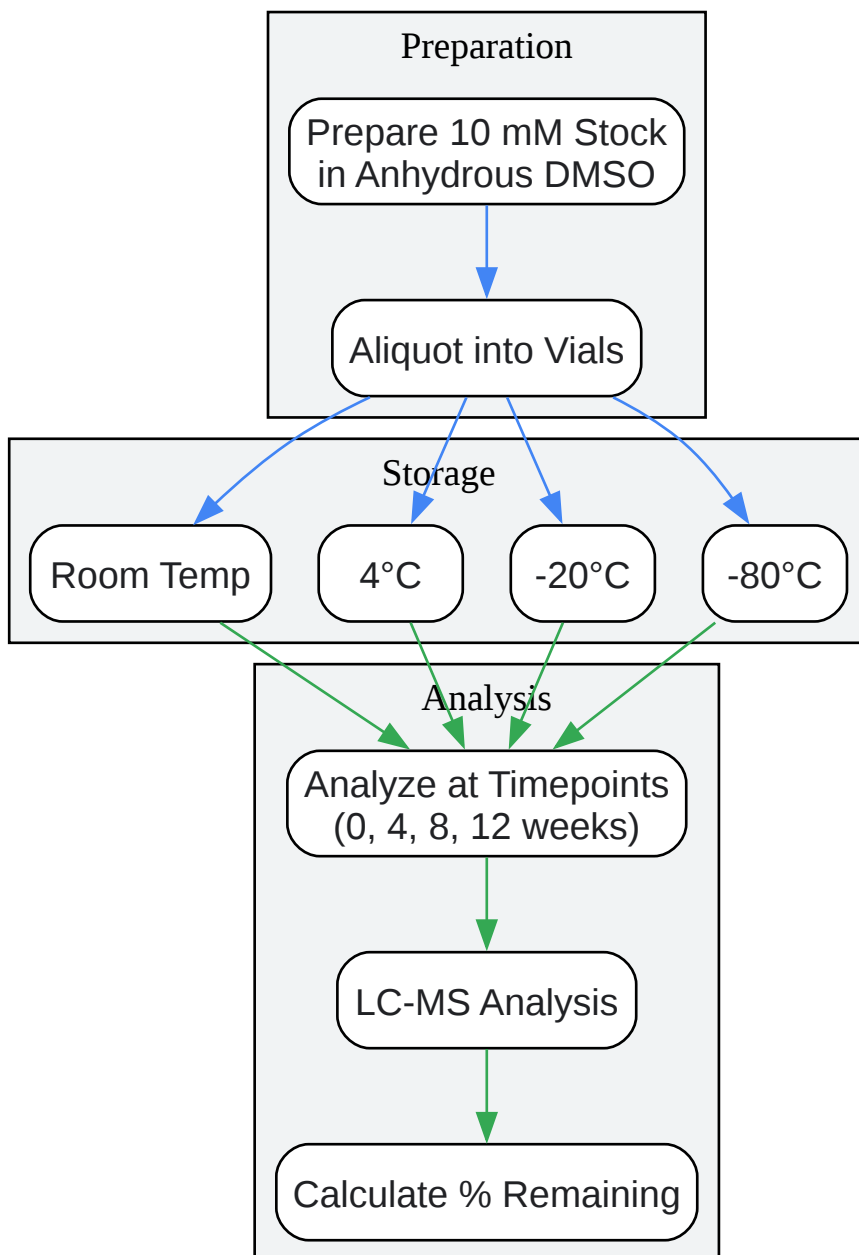 Preparation
Prepare 10 mM Stock
in Anhydrous DMSO
Aliquot into Vials
Storage
Room Temp
4°C
-20°C
-80°C
Analysis
Analyze at Timepoints
(0, 4, 8, 12 weeks)
LC-MS Analysis
Calculate % Remaining